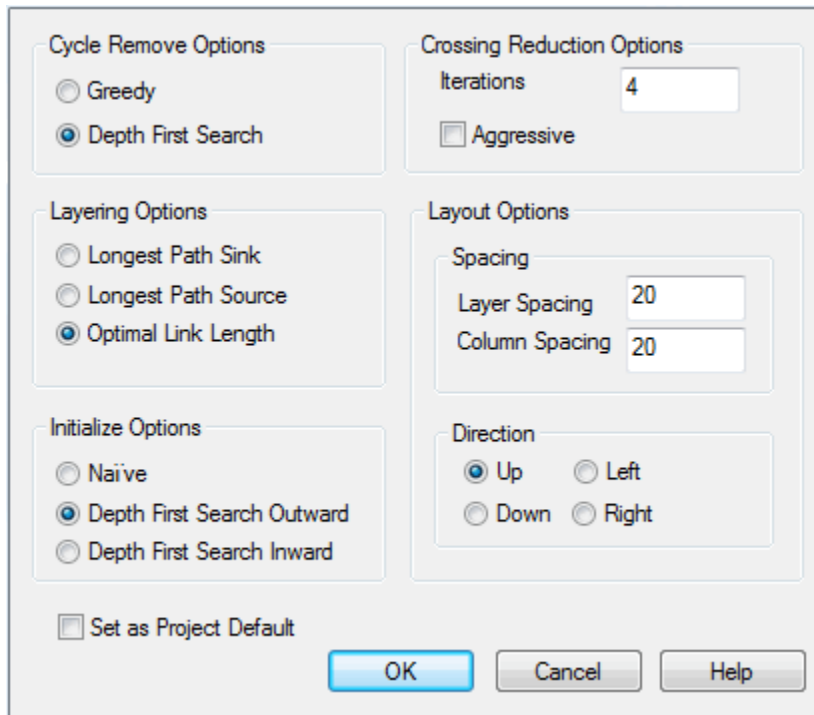 Cycle Remove Options
Greedy
Depth First Search
Crossing Reduction Options
Iterations 4
Aggressive
Layering Options
Longest Path Sink
Longest Path Source
Optimal Link Length
Layout Options
Spacing
Layer Spacing 20
Column Spacing 20
Initialize Options
Naïve
Depth First Search Outward
Depth First Search Inward
Direction
Up Left
Down Right
Set as Project Default
OK Cancel Help